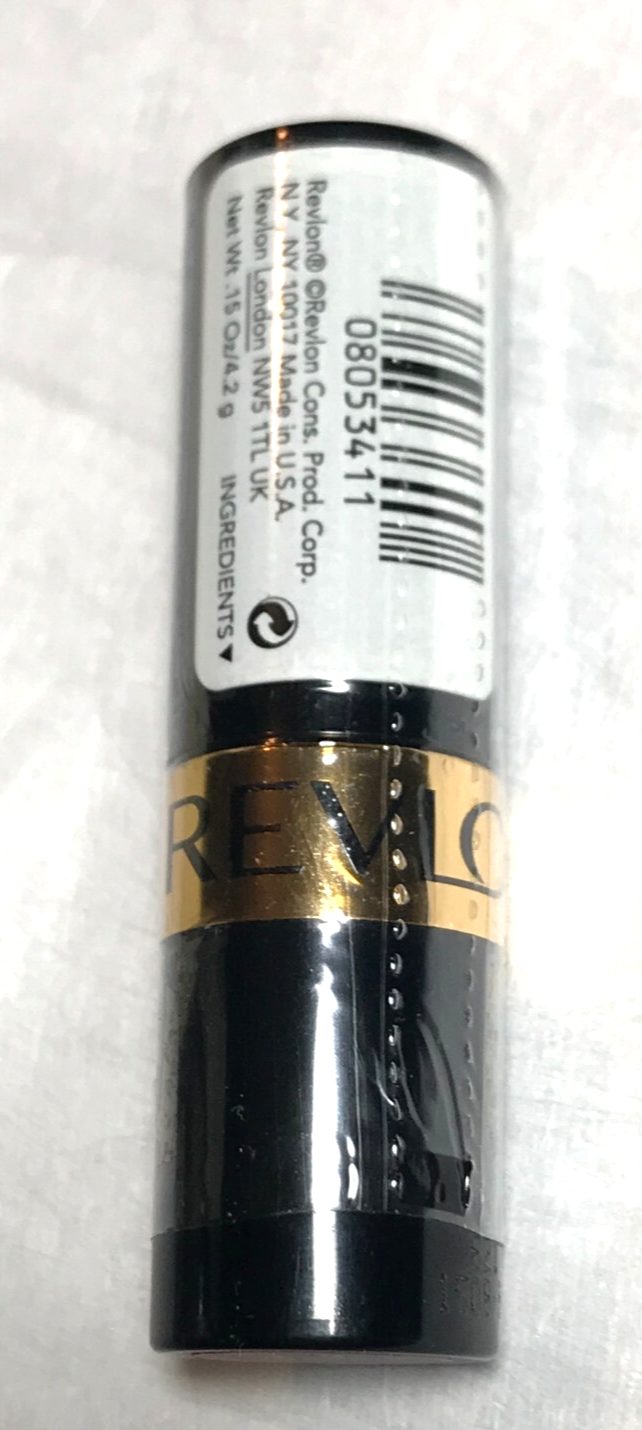 08053411
Revlon® ©Revlon Cons. Prod. Corp.
NY, NY 10017 Made in U.S.A.
Revlon London NW5 1TL UK
Net Wt .15 Oz/4.2 g INGREDIENTS▼
REVLO